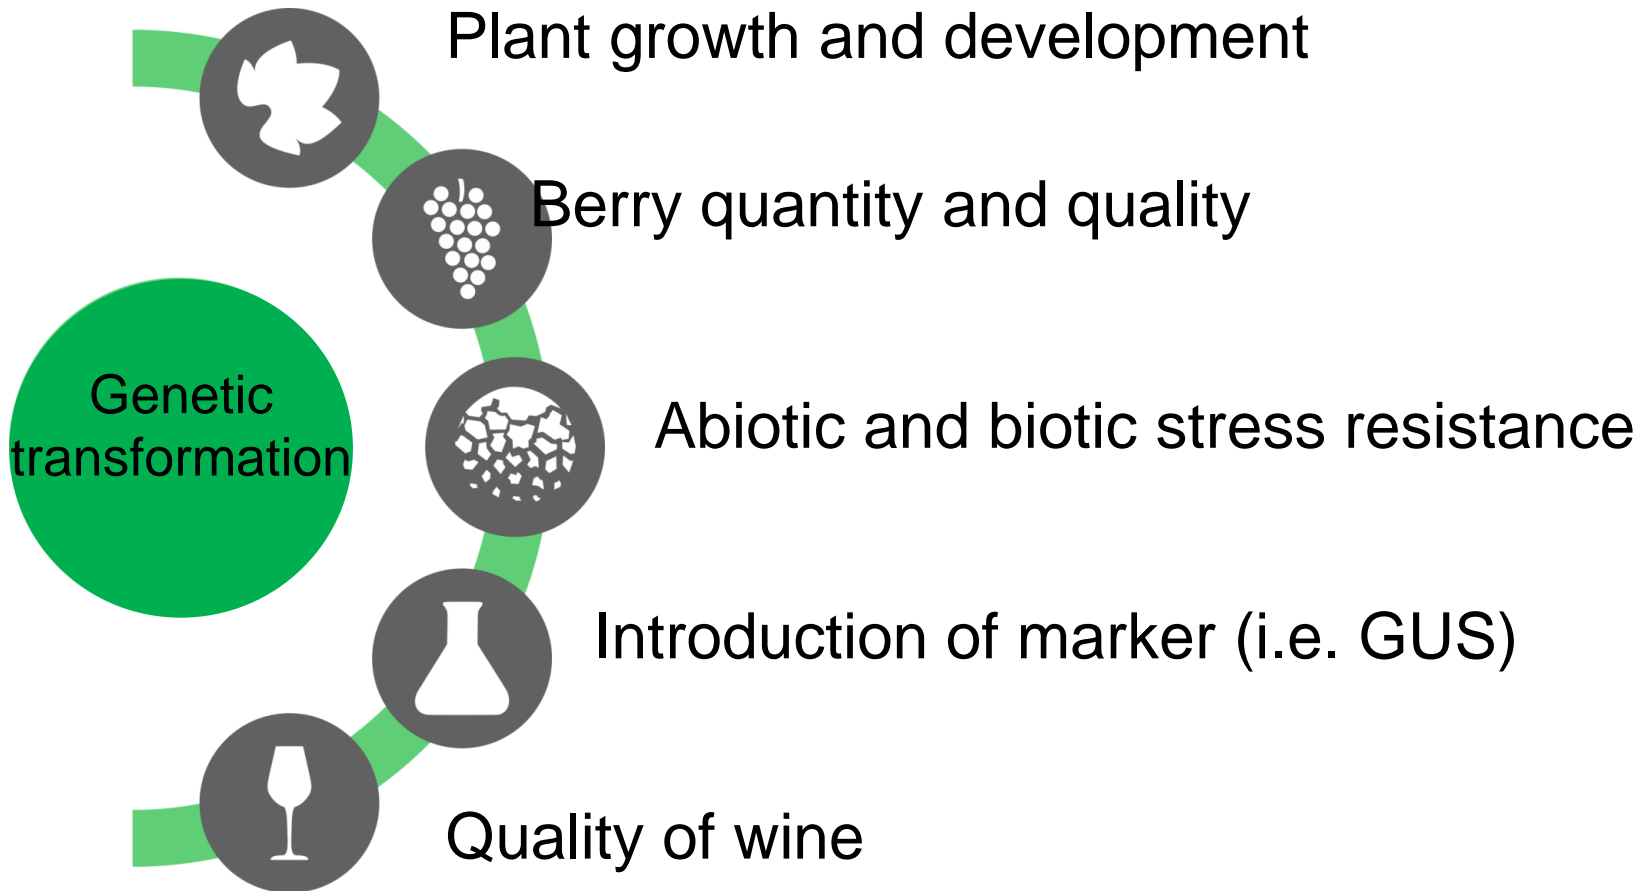 Plant growth and development
Berry quantity and quality
Genetic
transformation
Abiotic and biotic stress resistance
Introduction of marker (i.e. GUS)
Quality of wine